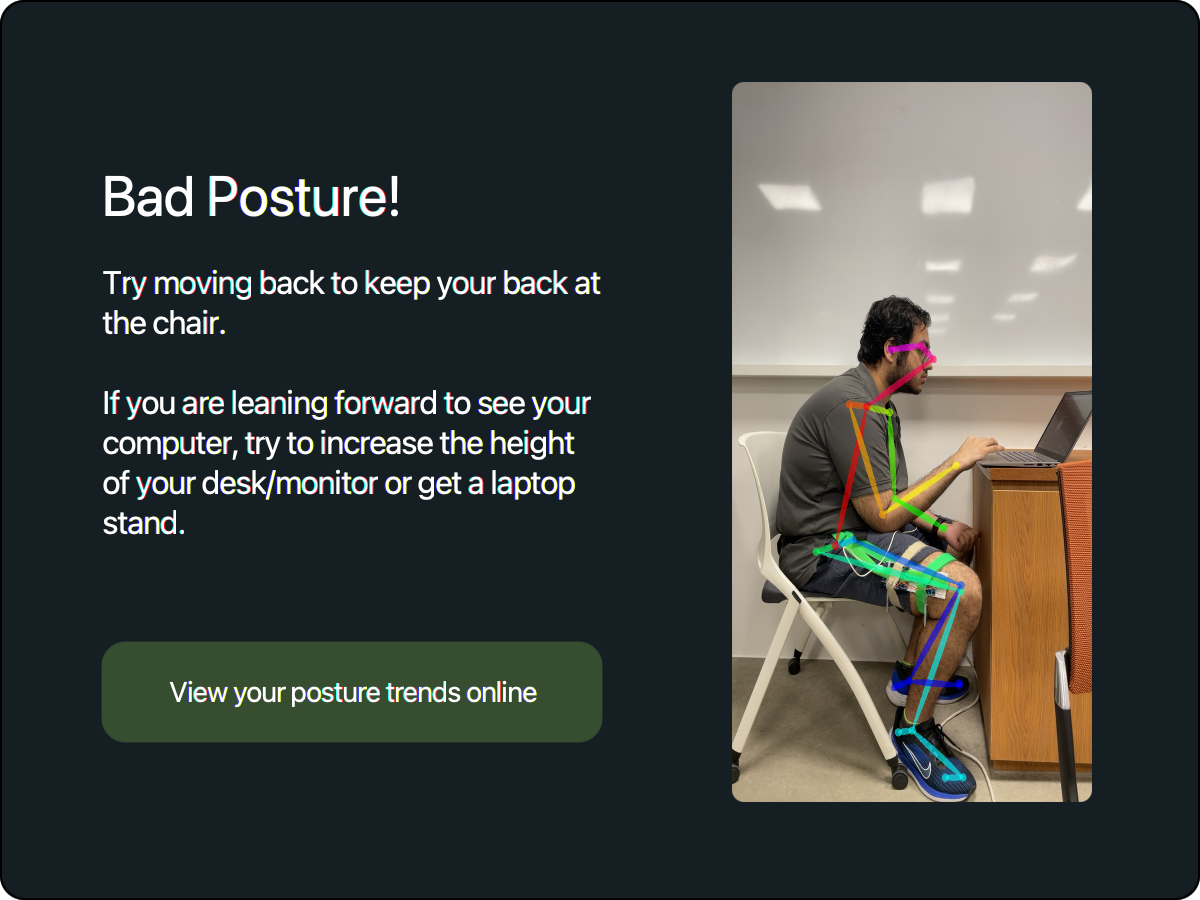 Bad Posture!
Try moving back to keep your back at
the chair.
If you are leaning forward to see your
computer, try to increase the height
of your desk/monitor or get a laptop
stand.
View your posture trends online